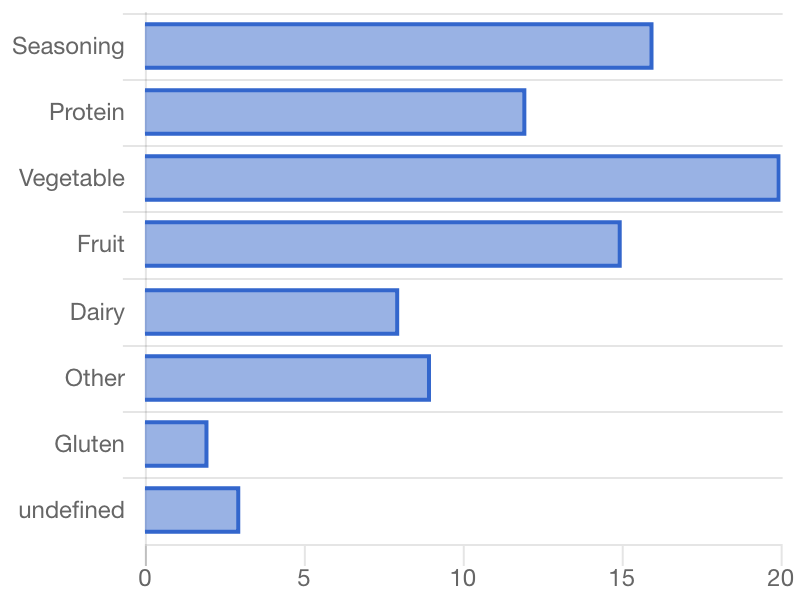 Seasoning
Protein
Vegetable
Fruit
Dairy
Other
Gluten
undefined
0 5 10 15 20